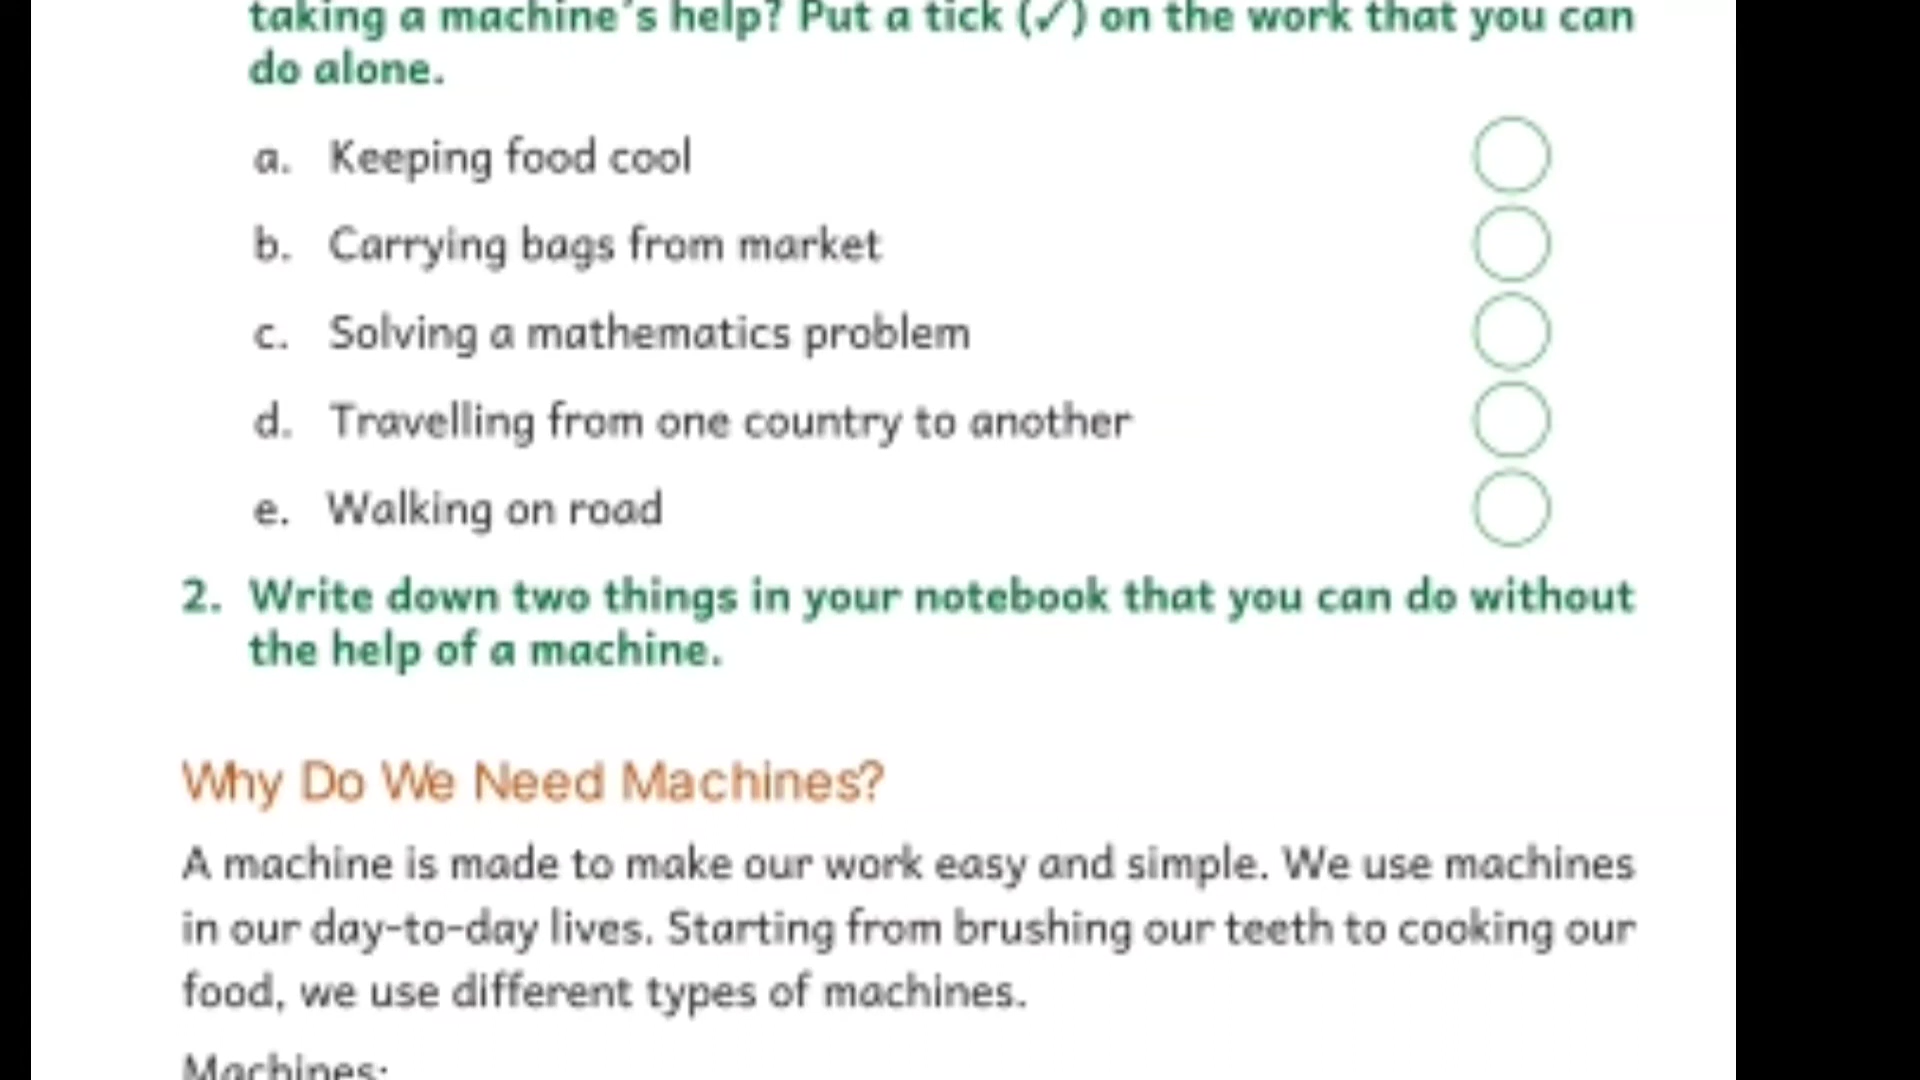 taking a machine's help? Put a tick (✓) on the work that you can
do alone.
a. Keeping food cool
b. Carrying bags from market
c. Solving a mathematics problem
d. Travelling from one country to another
e. Walking on road
2. Write down two things in your notebook that you can do without
the help of a machine.
Why Do We Need Machines?
A machine is made to make our work easy and simple. We use machines
in our day-to-day lives. Starting from brushing our teeth to cooking our
food, we use different types of machines.
Machines: